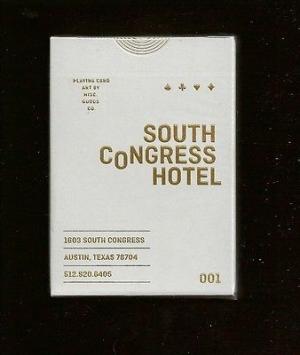 PLAYING CARD
ART BY
MISC.
GOODS
CO.
SOUTH
CONGRESS
HOTEL
1603 SOUTH CONGRESS
AUSTIN, TEXAS 78704
512.920.6405
001